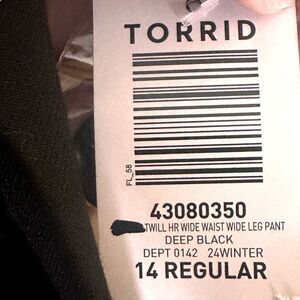 TORRID
FL_58
43080350
TWILL HR WIDE WAIST WIDE LEG PANT
DEEP BLACK
DEPT 0142 24WINTER
14 REGULAR